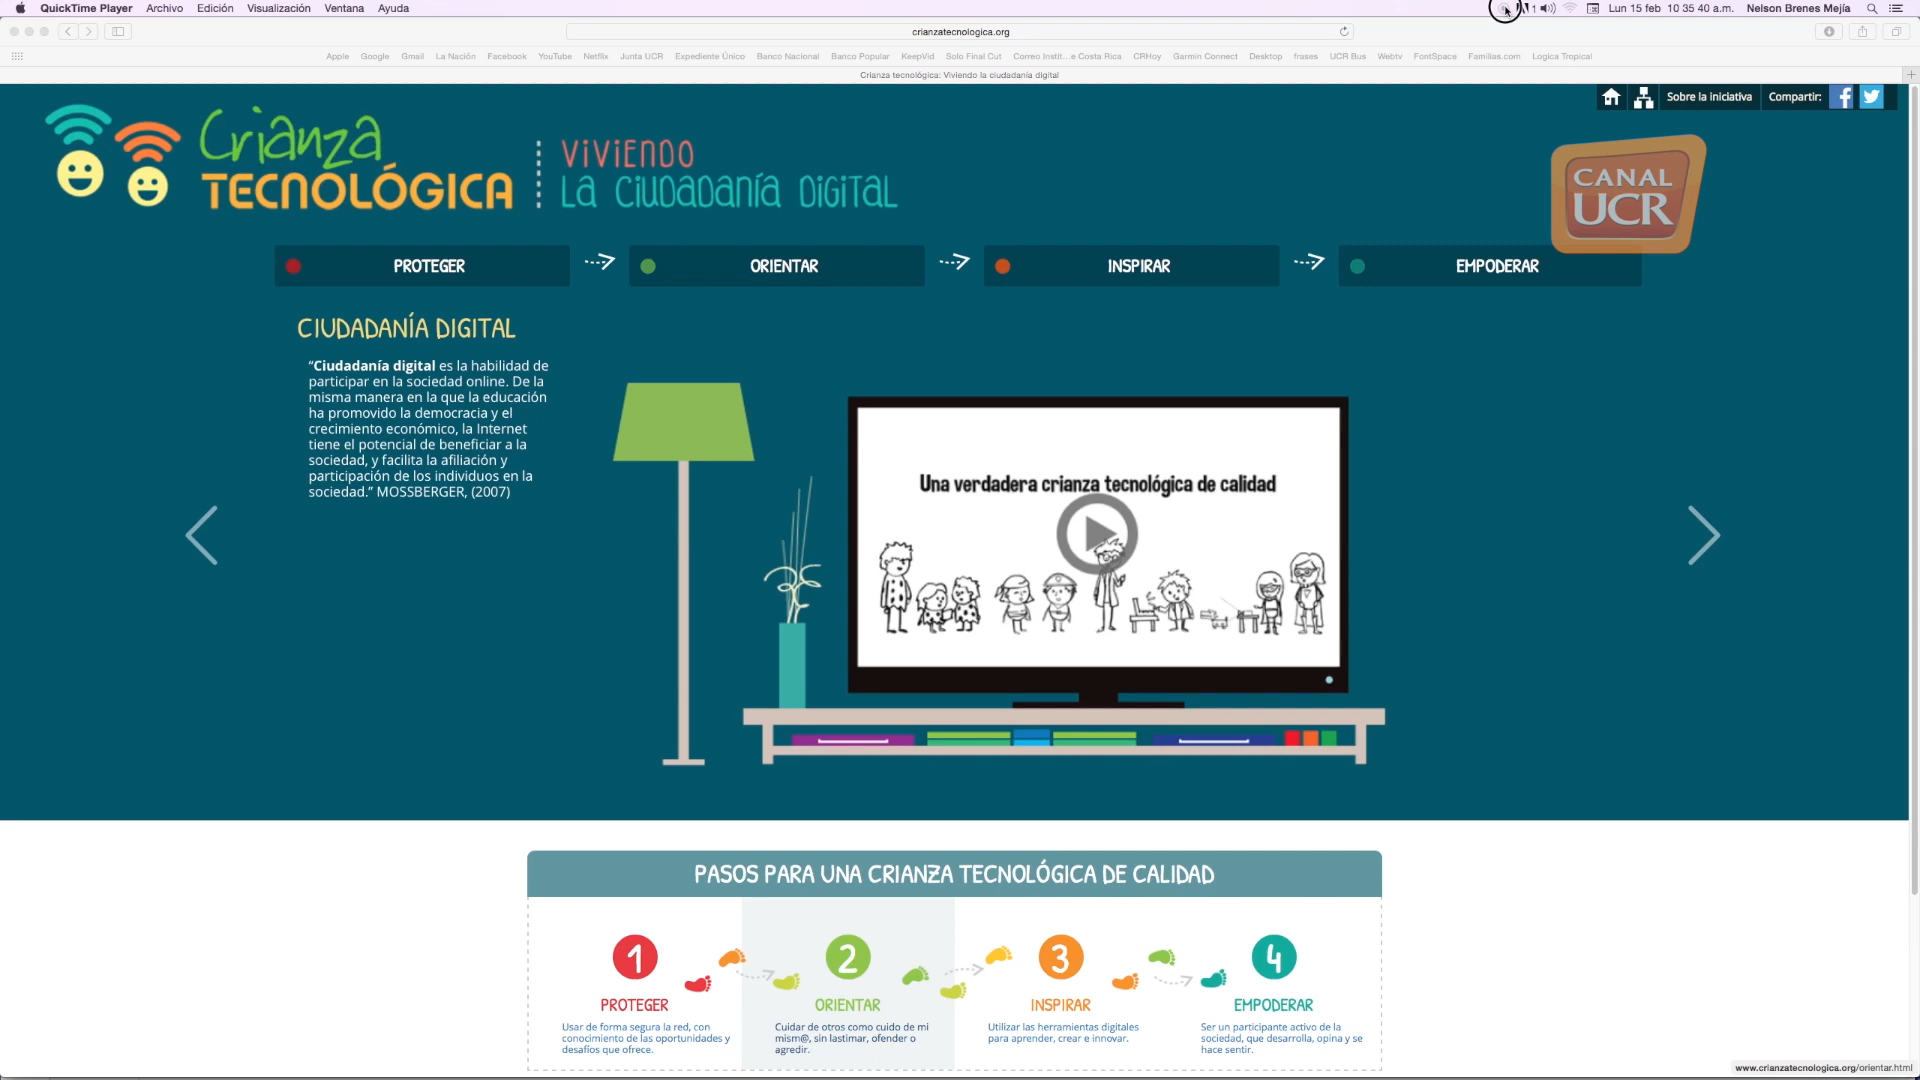 QuickTime Player Archivo Edición Visualización Ventana Ayuda
1 Lun 15 feb 10 35 40 a.m. Nelson Brenes Mejía
crianzatecnologica.org
Apple Google Gmail La Nación Facebook YouTube Netflix Junta UCR Expediente Único Banco Nacional Banco Popular KeepVid Solo Final Cut Correo Instit...e Costa Rica CRHoy Garmin Connect Desktop frases UCR Bus Webtv FontSpace Familias.com Logica Tropical
Crianza tecnológica: Viviendo la ciudadanía digital
Sobre la iniciativa Compartir:
Crianza
TECNOLÓGICA
VIVIENDO
LA CIUDADANÍA DIGITAL
CANAL
UCR
PROTEGER ORIENTAR INSPIRAR EMPODERAR
CIUDADANÍA DIGITAL
“Ciudadanía digital es la habilidad de
participar en la sociedad online. De la
misma manera en la que la educación
ha promovido la democracia y el
crecimiento económico, la Internet
tiene el potencial de beneficiar a la
sociedad, y facilita la afiliación y
participación de los individuos en la
sociedad.” MOSSBERGER, (2007)
Una verdadera crianza tecnológica de calidad
PASOS PARA UNA CRIANZA TECNOLÓGICA DE CALIDAD
1
PROTEGER
Usar de forma segura la red, con
conocimiento de las oportunidades y
desafíos que ofrece.
2
ORIENTAR
Cuidar de otros como cuido de mi
mism@, sin lastimar, ofender o
agredir.
3
INSPIRAR
Utilizar las herramientas digitales
para aprender, crear e innovar.
4
EMPODERAR
Ser un participante activo de la
sociedad, que desarrolla, opina y se
hace sentir.
www.crianzatecnologica.org/orientar.html